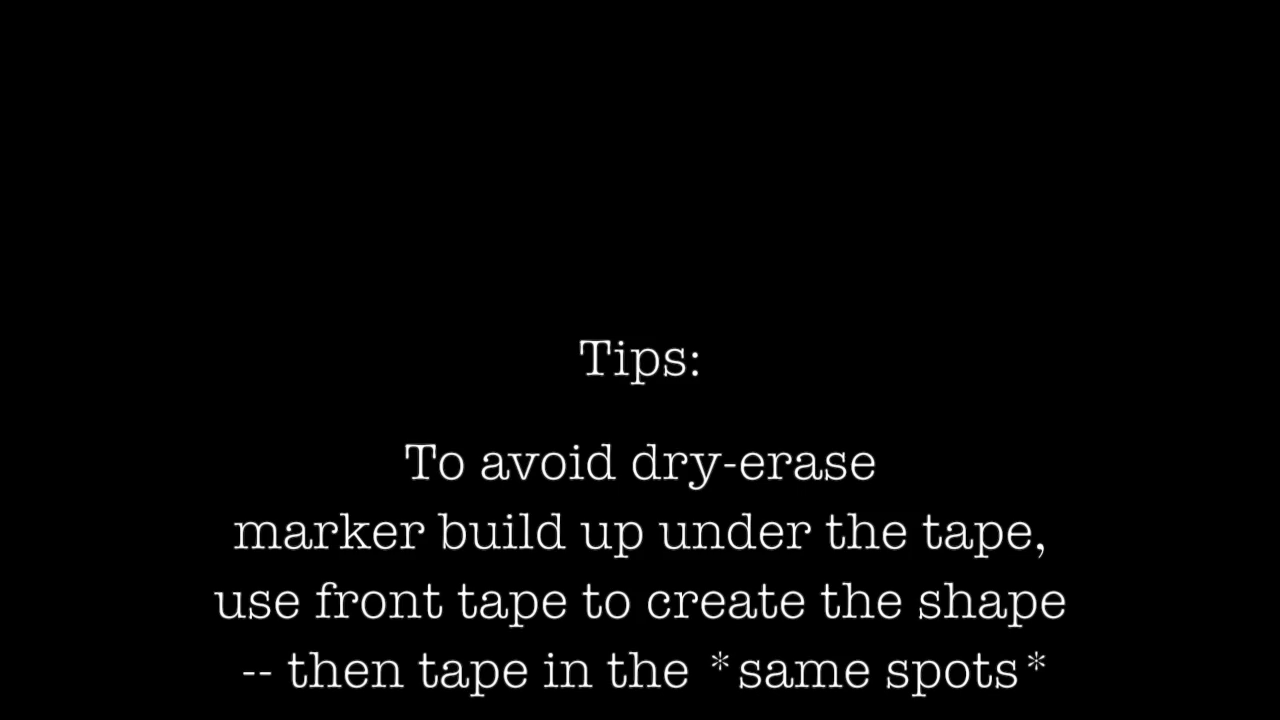 Tips:
To avoid dry-erase
marker build up under the tape,
use front tape to create the shape
-- then tape in the *same spots*